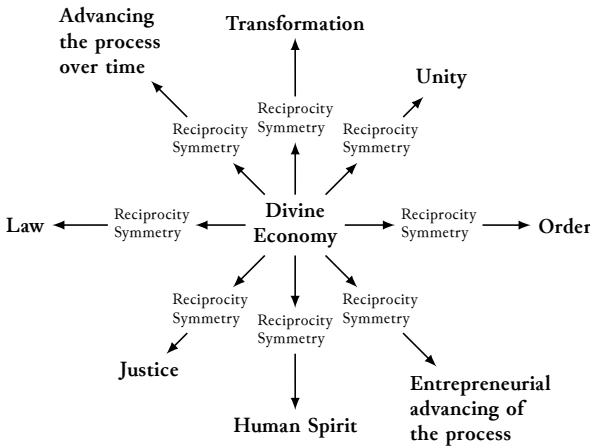 Advancing
the process
over time
Transformation
Unity
Reciprocity
Symmetry
Reciprocity
Symmetry
Reciprocity
Symmetry
Law
Reciprocity
Symmetry
Divine
Economy
Reciprocity
Symmetry
Order
Reciprocity
Symmetry
Reciprocity
Symmetry
Reciprocity
Symmetry
Justice
Human Spirit
Entrepreneurial
advancing of
the process